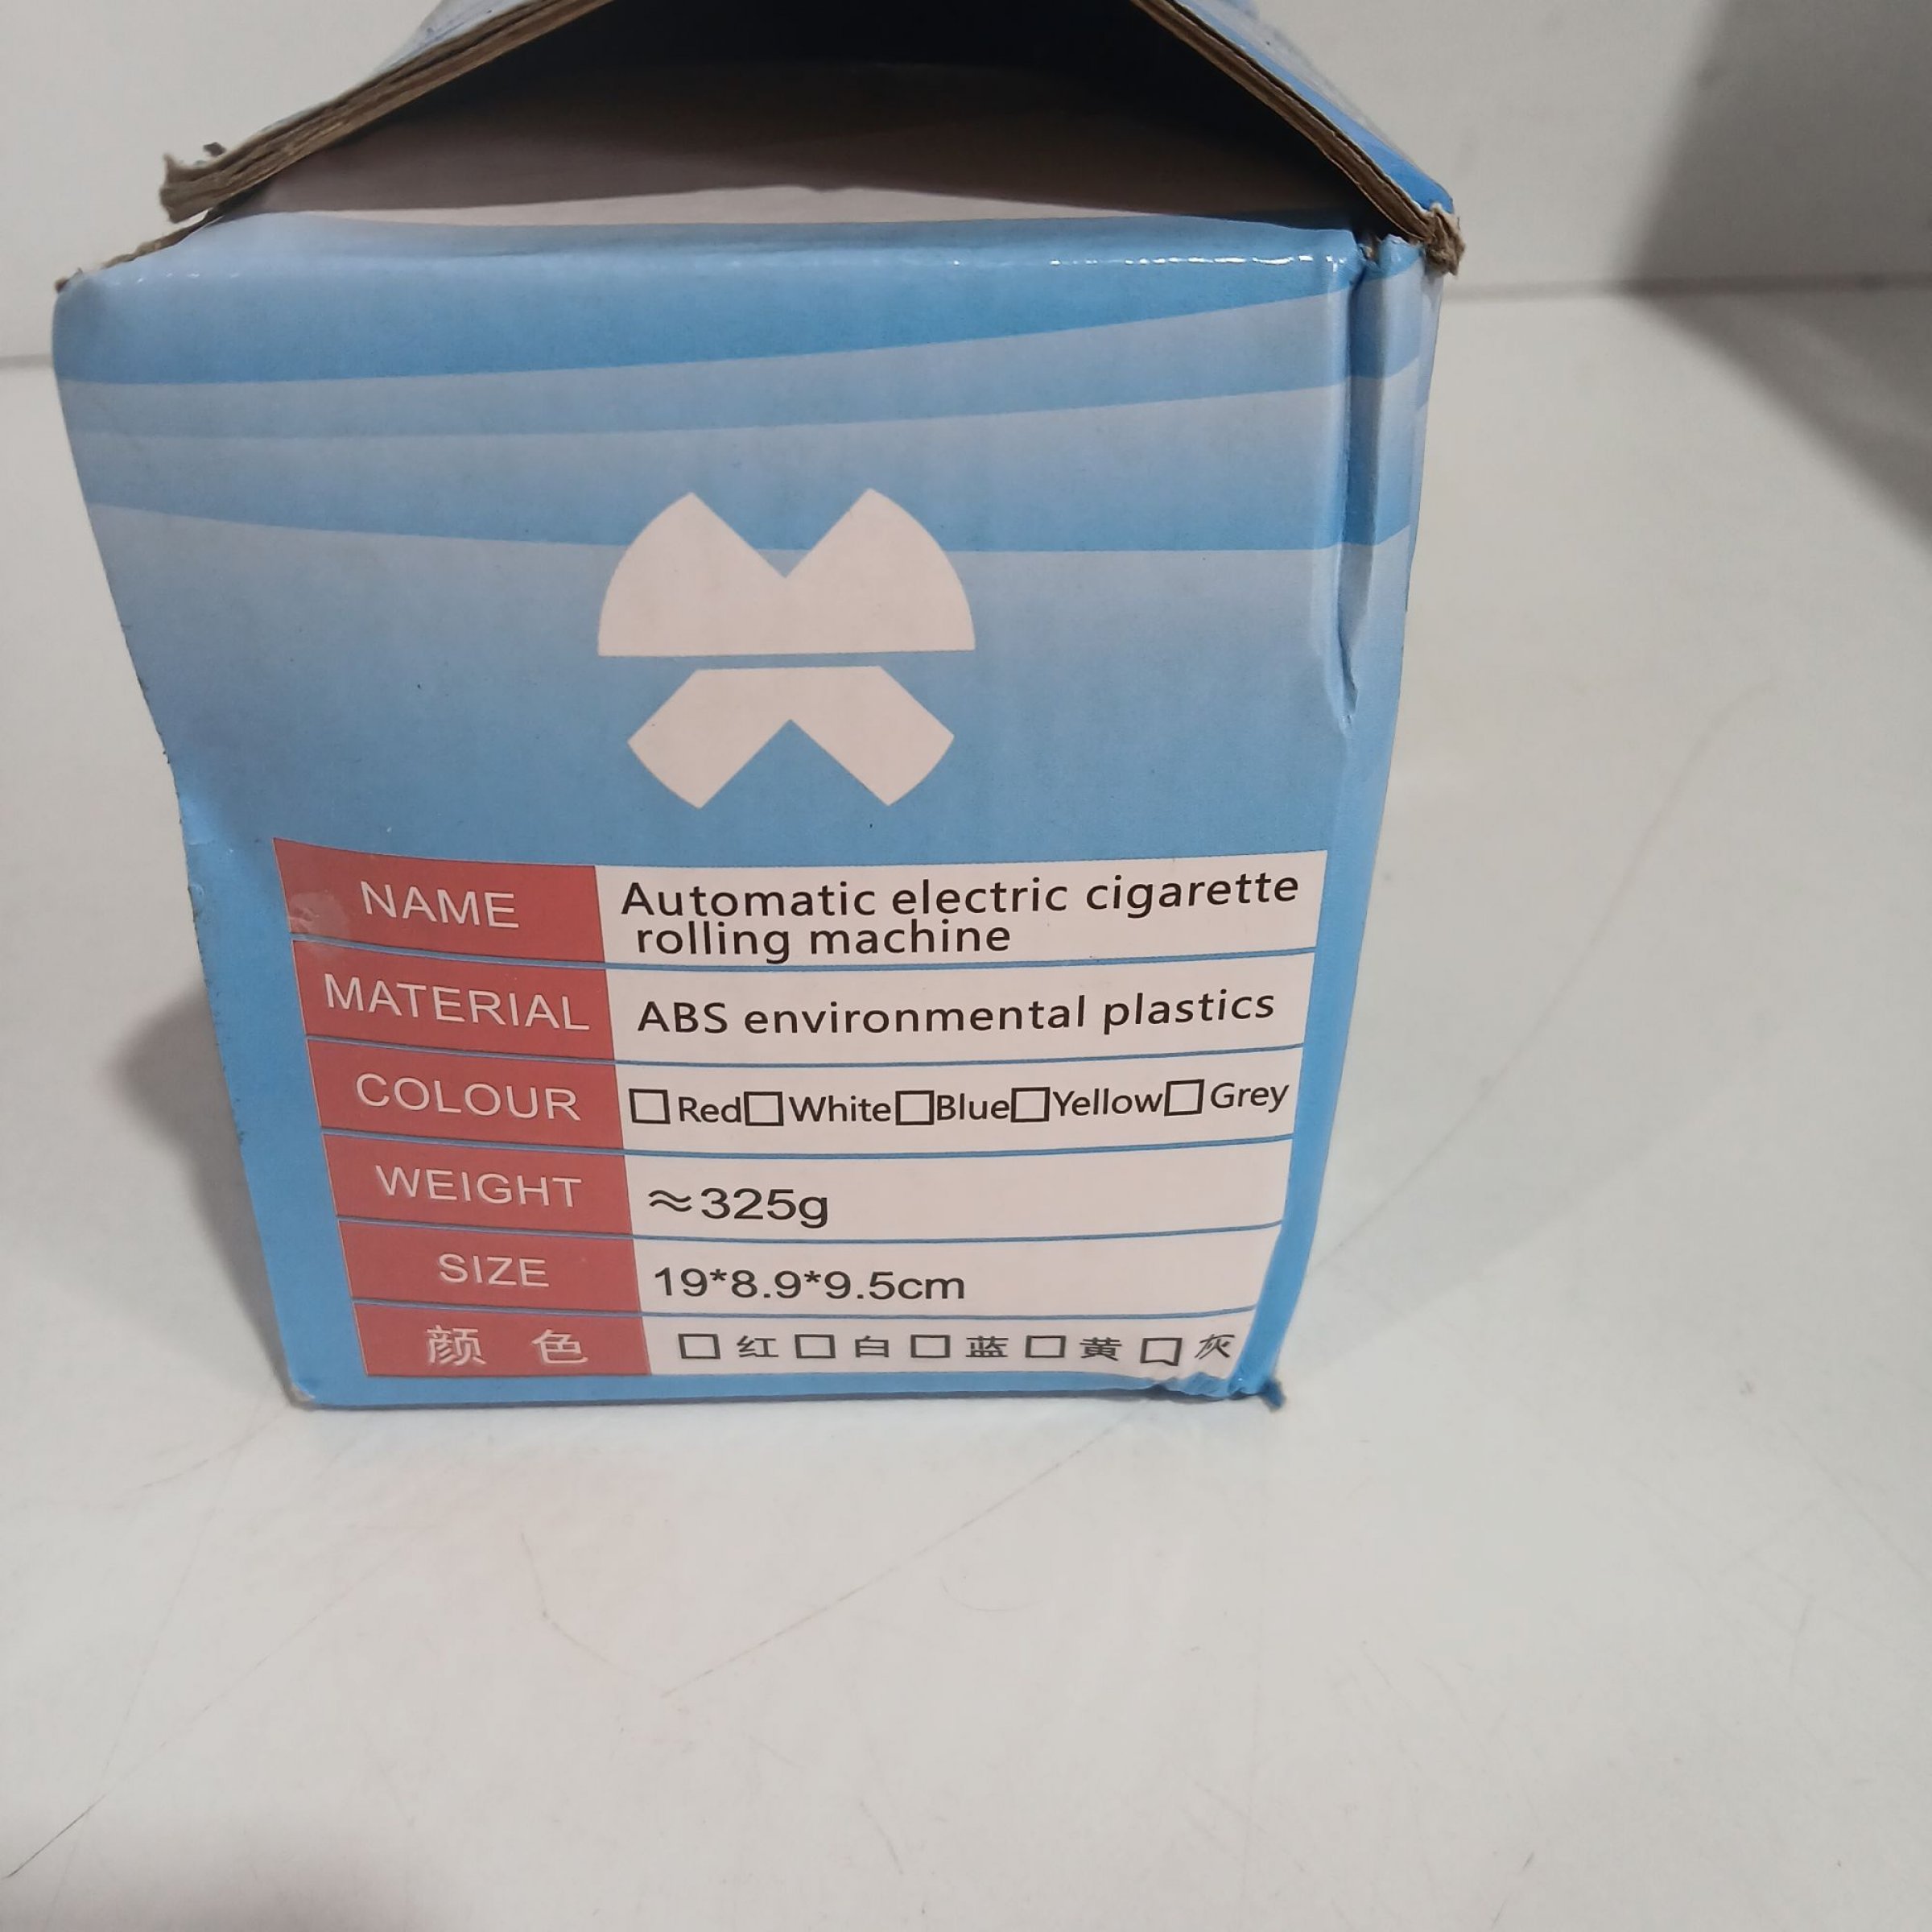 NAME Automatic electric cigarette
rolling machine
MATERIAL ABS environmental plastics
COLOUR □Red□White□Blue□Yellow□Grey
WEIGHT ≈325g
SIZE 19*8.9*9.5cm
颜 色 □ 红 □ 白 □ 蓝 □ 黄 □ 灰